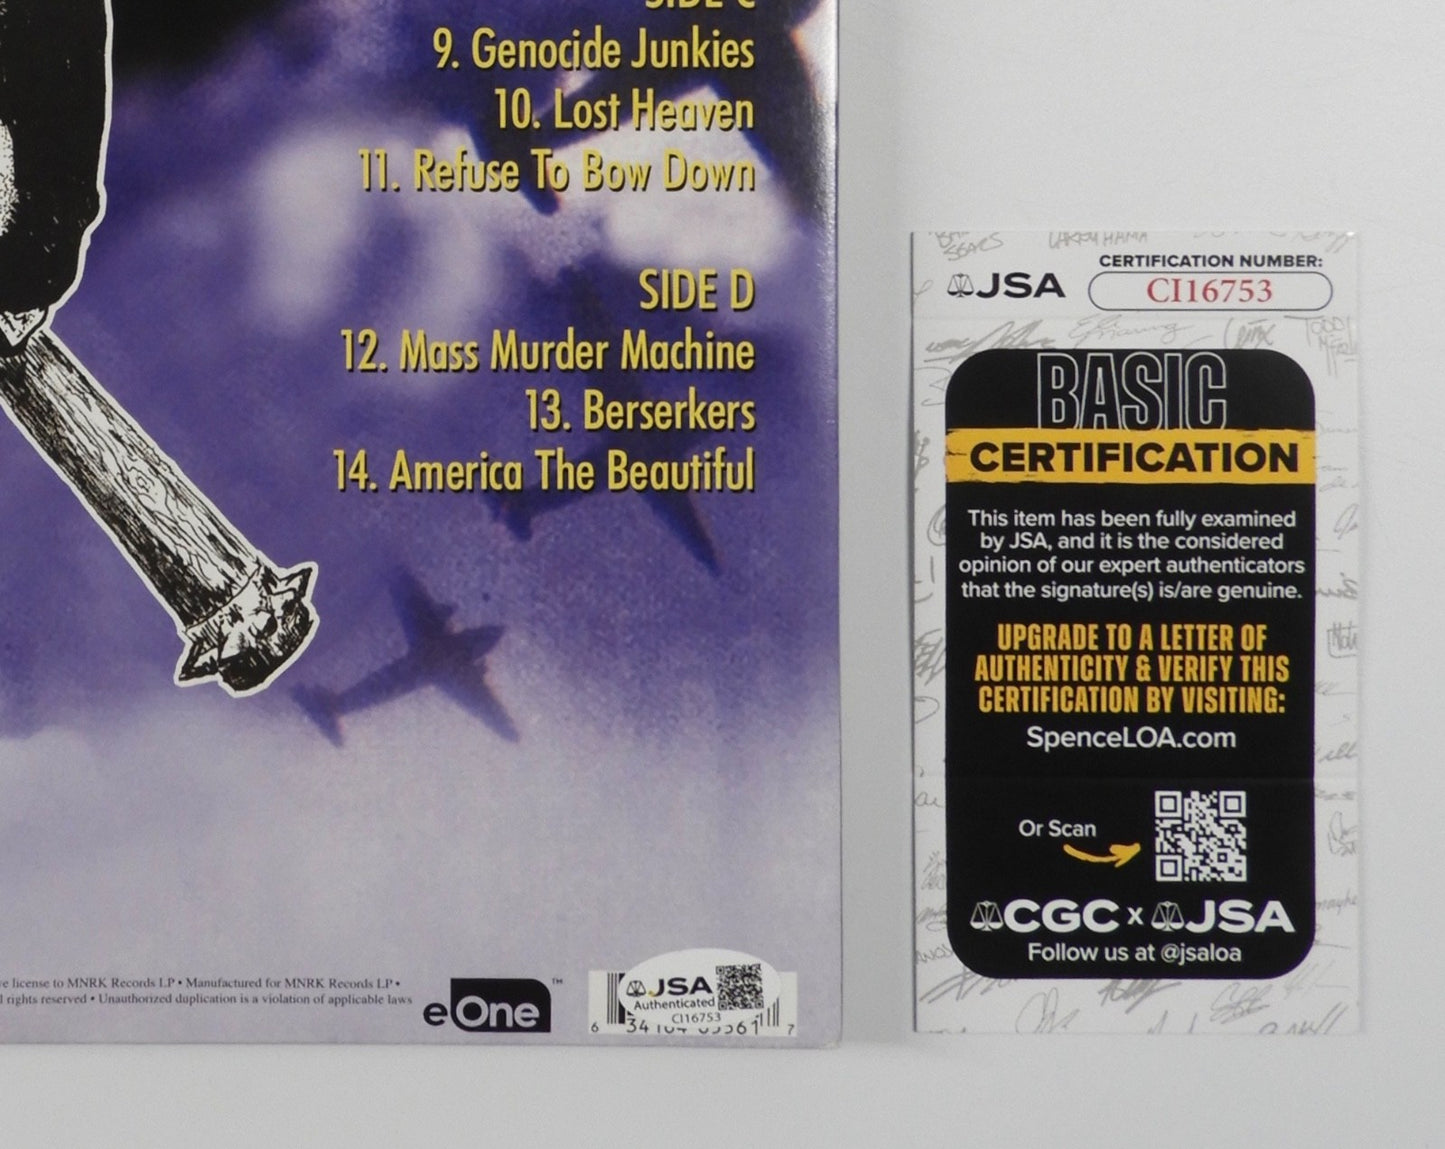 SIDE C
9. Genocide Junkies
10. Lost Heaven
11. Refuse To Bow Down
SIDE D
12. Mass Murder Machine
13. Berserkers
14. America The Beautiful
license to MNRK Records LP • Manufactured for MNRK Records LP •
rights reserved • Unauthorized duplication is a violation of applicable laws
eOne™
JSA
Authenticated
CI16753
6
7
JSA
CERTIFICATION NUMBER:
CI16753
BASIC
CERTIFICATION
This item has been fully examined
by JSA, and it is the considered
opinion of our expert authenticators
that the signature(s) is/are genuine.
UPGRADE TO A LETTER OF
AUTHENTICITY & VERIFY THIS
CERTIFICATION BY VISITING:
SpenceLOA.com
Or Scan
CGC x JSA
Follow us at @jsaloa